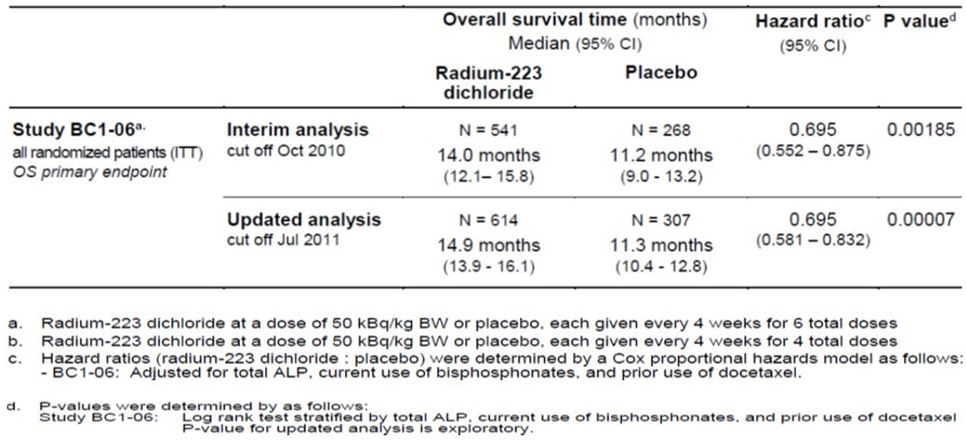 Overall survival time (months) Hazard ratioᶜ P valueᵈ
Median (95% CI) (95% CI)
Radium-223 dichloride Placebo
Study BC1-06ᵃ· Interim analysis N = 541 N = 268 0.695 0.00185
all randomized patients (ITT) cut off Oct 2010 14.0 months 11.2 months (0.552 – 0.875)
OS primary endpoint (12.1– 15.8) (9.0 - 13.2)
Updated analysis N = 614 N = 307 0.695 0.00007
cut off Jul 2011 14.9 months 11.3 months (0.581 – 0.832)
(13.9 - 16.1) (10.4 - 12.8)
a. Radium-223 dichloride at a dose of 50 kBq/kg BW or placebo, each given every 4 weeks for 6 total doses
b. Radium-223 dichloride at a dose of 50 kBq/kg BW or placebo, each given every 4 weeks for 4 total doses
c. Hazard ratios (radium-223 dichloride : placebo) were determined by a Cox proportional hazards model as follows:
- BC1-06: Adjusted for total ALP, current use of bisphosphonates, and prior use of docetaxel.
d. P-values were determined by as follows:
Study BC1-06: Log rank test stratified by total ALP, current use of bisphosphonates, and prior use of docetaxel
P-value for updated analysis is exploratory.